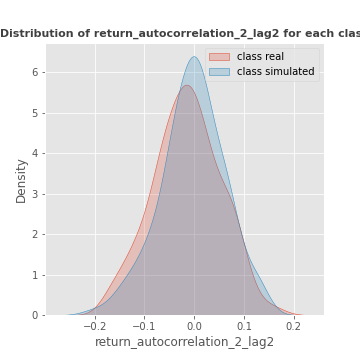 Distribution of return_autocorrelation_2_lag2 for each clas
class real
class simulated
6
5
4
3
2
1
0
Density
−0.2 −0.1 0.0 0.1 0.2
return_autocorrelation_2_lag2